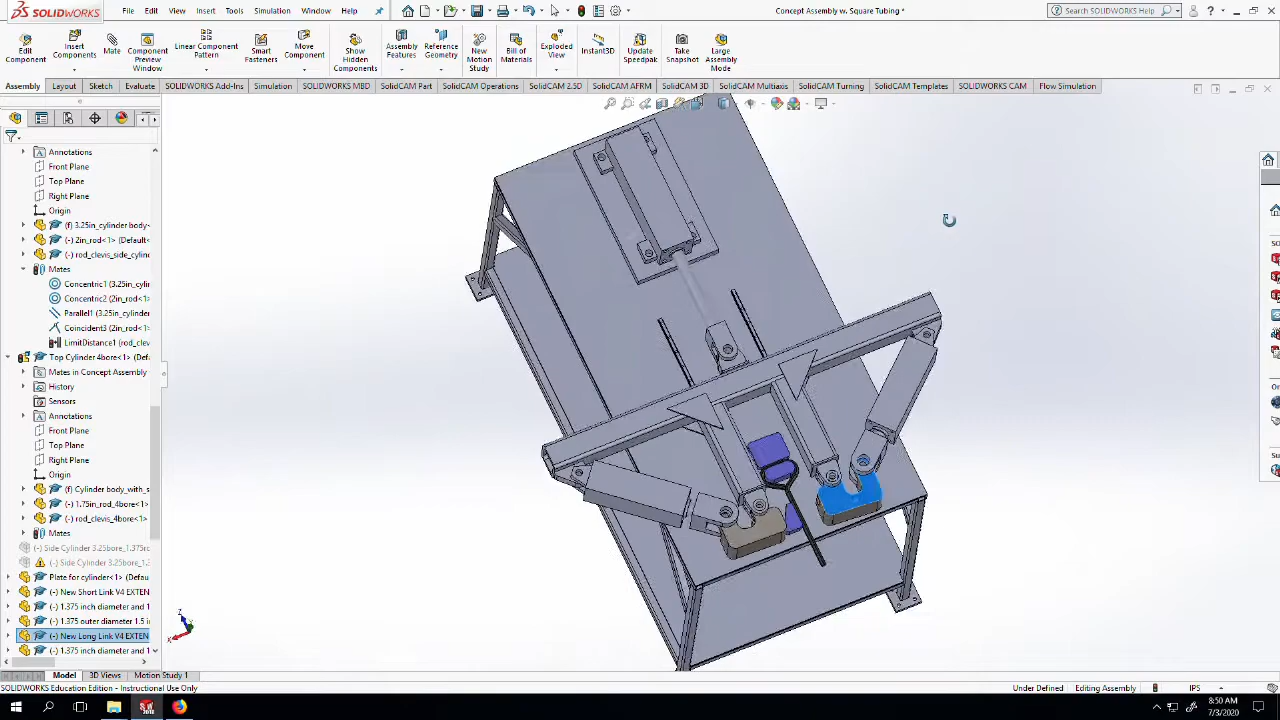 SOLIDWORKS File Edit View Insert Tools Simulation Window Help Concept Assembly w. Square Tubing * Search SOLIDWORKS Help
Edit Component
Insert Components
Mate
Component Preview Window
Linear Component Pattern
Smart Fasteners
Move Component
Show Hidden Components
Assembly Features
Reference Geometry
New Motion Study
Bill of Materials
Exploded View
Instant3D
Update Speedpak
Take Snapshot
Large Assembly Mode
Assembly Layout Sketch Evaluate SOLIDWORKS Add-Ins Simulation SOLIDWORKS MBD SolidCAM Part SolidCAM Operations SolidCAM 2.5D SolidCAM AFRM SolidCAM 3D SolidCAM Multiaxis SolidCAM Turning SolidCAM Templates SOLIDWORKS CAM Flow Simulation
Annotations
Front Plane
Top Plane
Right Plane
Origin
(f) 3.25in_cylinder body
(-) 2in_rod<1> (Default
(-) rod_clevis_side_cylin
Mates
Concentric1 (3.25in_cylin
Concentric2 (2in_rod<1>
Parallel1 (3.25in_cylinde
Coincident3 (2in_rod<1>
LimitDistance1 (rod_clev
Top Cylinder 4bore<1> (Def
Mates in Concept Assembly
History
Sensors
Annotations
Front Plane
Top Plane
Right Plane
Origin
(f) Cylinder body_with_s
(-) 1.75in_rod_4bore<1
(-) rod_clevis_4bore<1>
Mates
(-) Side Cylinder 3.25bore_1.375ro
(-) Side Cylinder 3.25bore_1.3
Plate for cylinder<1> (Defau
(-) New Short Link V4 EXTEN
(-) 1.375 inch diameter and 1
(-) 1.375 outer diameter 1.5 i
(-) New Long Link V4 EXTEN
(-) 1.375 inch diameter and 1
Model 3D Views Motion Study 1
SOLIDWORKS Education Edition - Instructional Use Only Under Defined Editing Assembly IPS
8:50 AM
7/3/2020